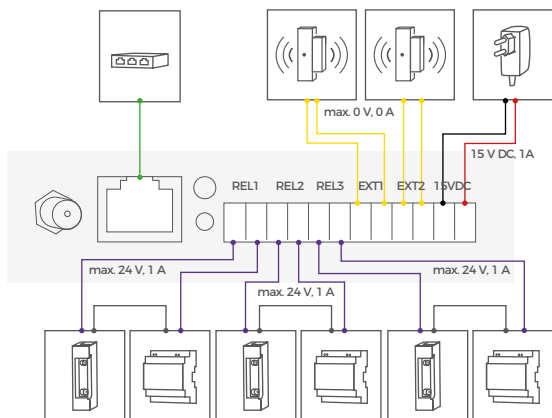 max. 0 V, 0 A
15 V DC, 1A
REL1 REL2 REL3 EXT1 EXT2 15VDC
max. 24 V, 1 A
max. 24 V, 1 A
max. 24 V, 1 A